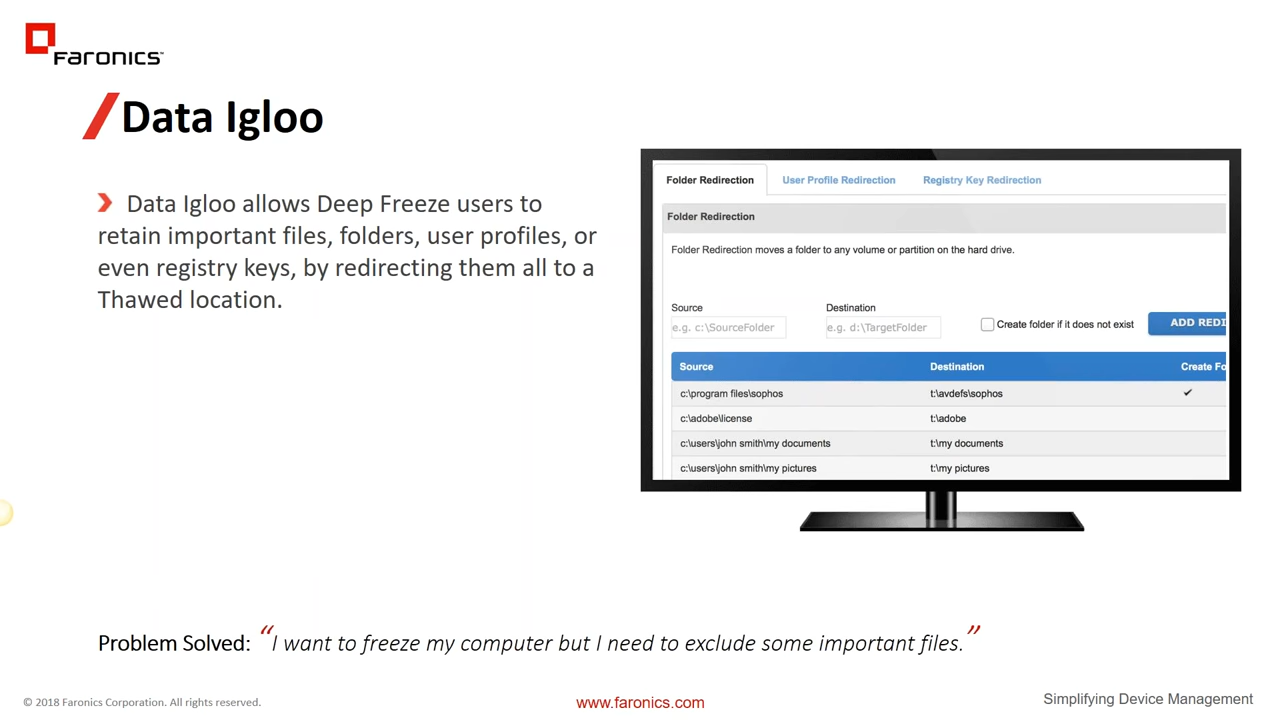 FARONICS™
Data Igloo
Data Igloo allows Deep Freeze users to
retain important files, folders, user profiles, or
even registry keys, by redirecting them all to a
Thawed location.
Folder Redirection User Profile Redirection Registry Key Redirection
Folder Redirection
Folder Redirection moves a folder to any volume or partition on the hard drive.
Source Destination
e.g. c:\SourceFolder e.g. d:\TargetFolder Create folder if it does not exist ADD REDI
Source Destination Create Fo
c:\program files\sophos t:\avdefs\sophos
c:\adobe\license t:\adobe
c:\users\john smith\my documents t:\my documents
c:\users\john smith\my pictures t:\my pictures
Problem Solved: “I want to freeze my computer but I need to exclude some important files.”
© 2018 Faronics Corporation. All rights reserved. www.faronics.com Simplifying Device Management